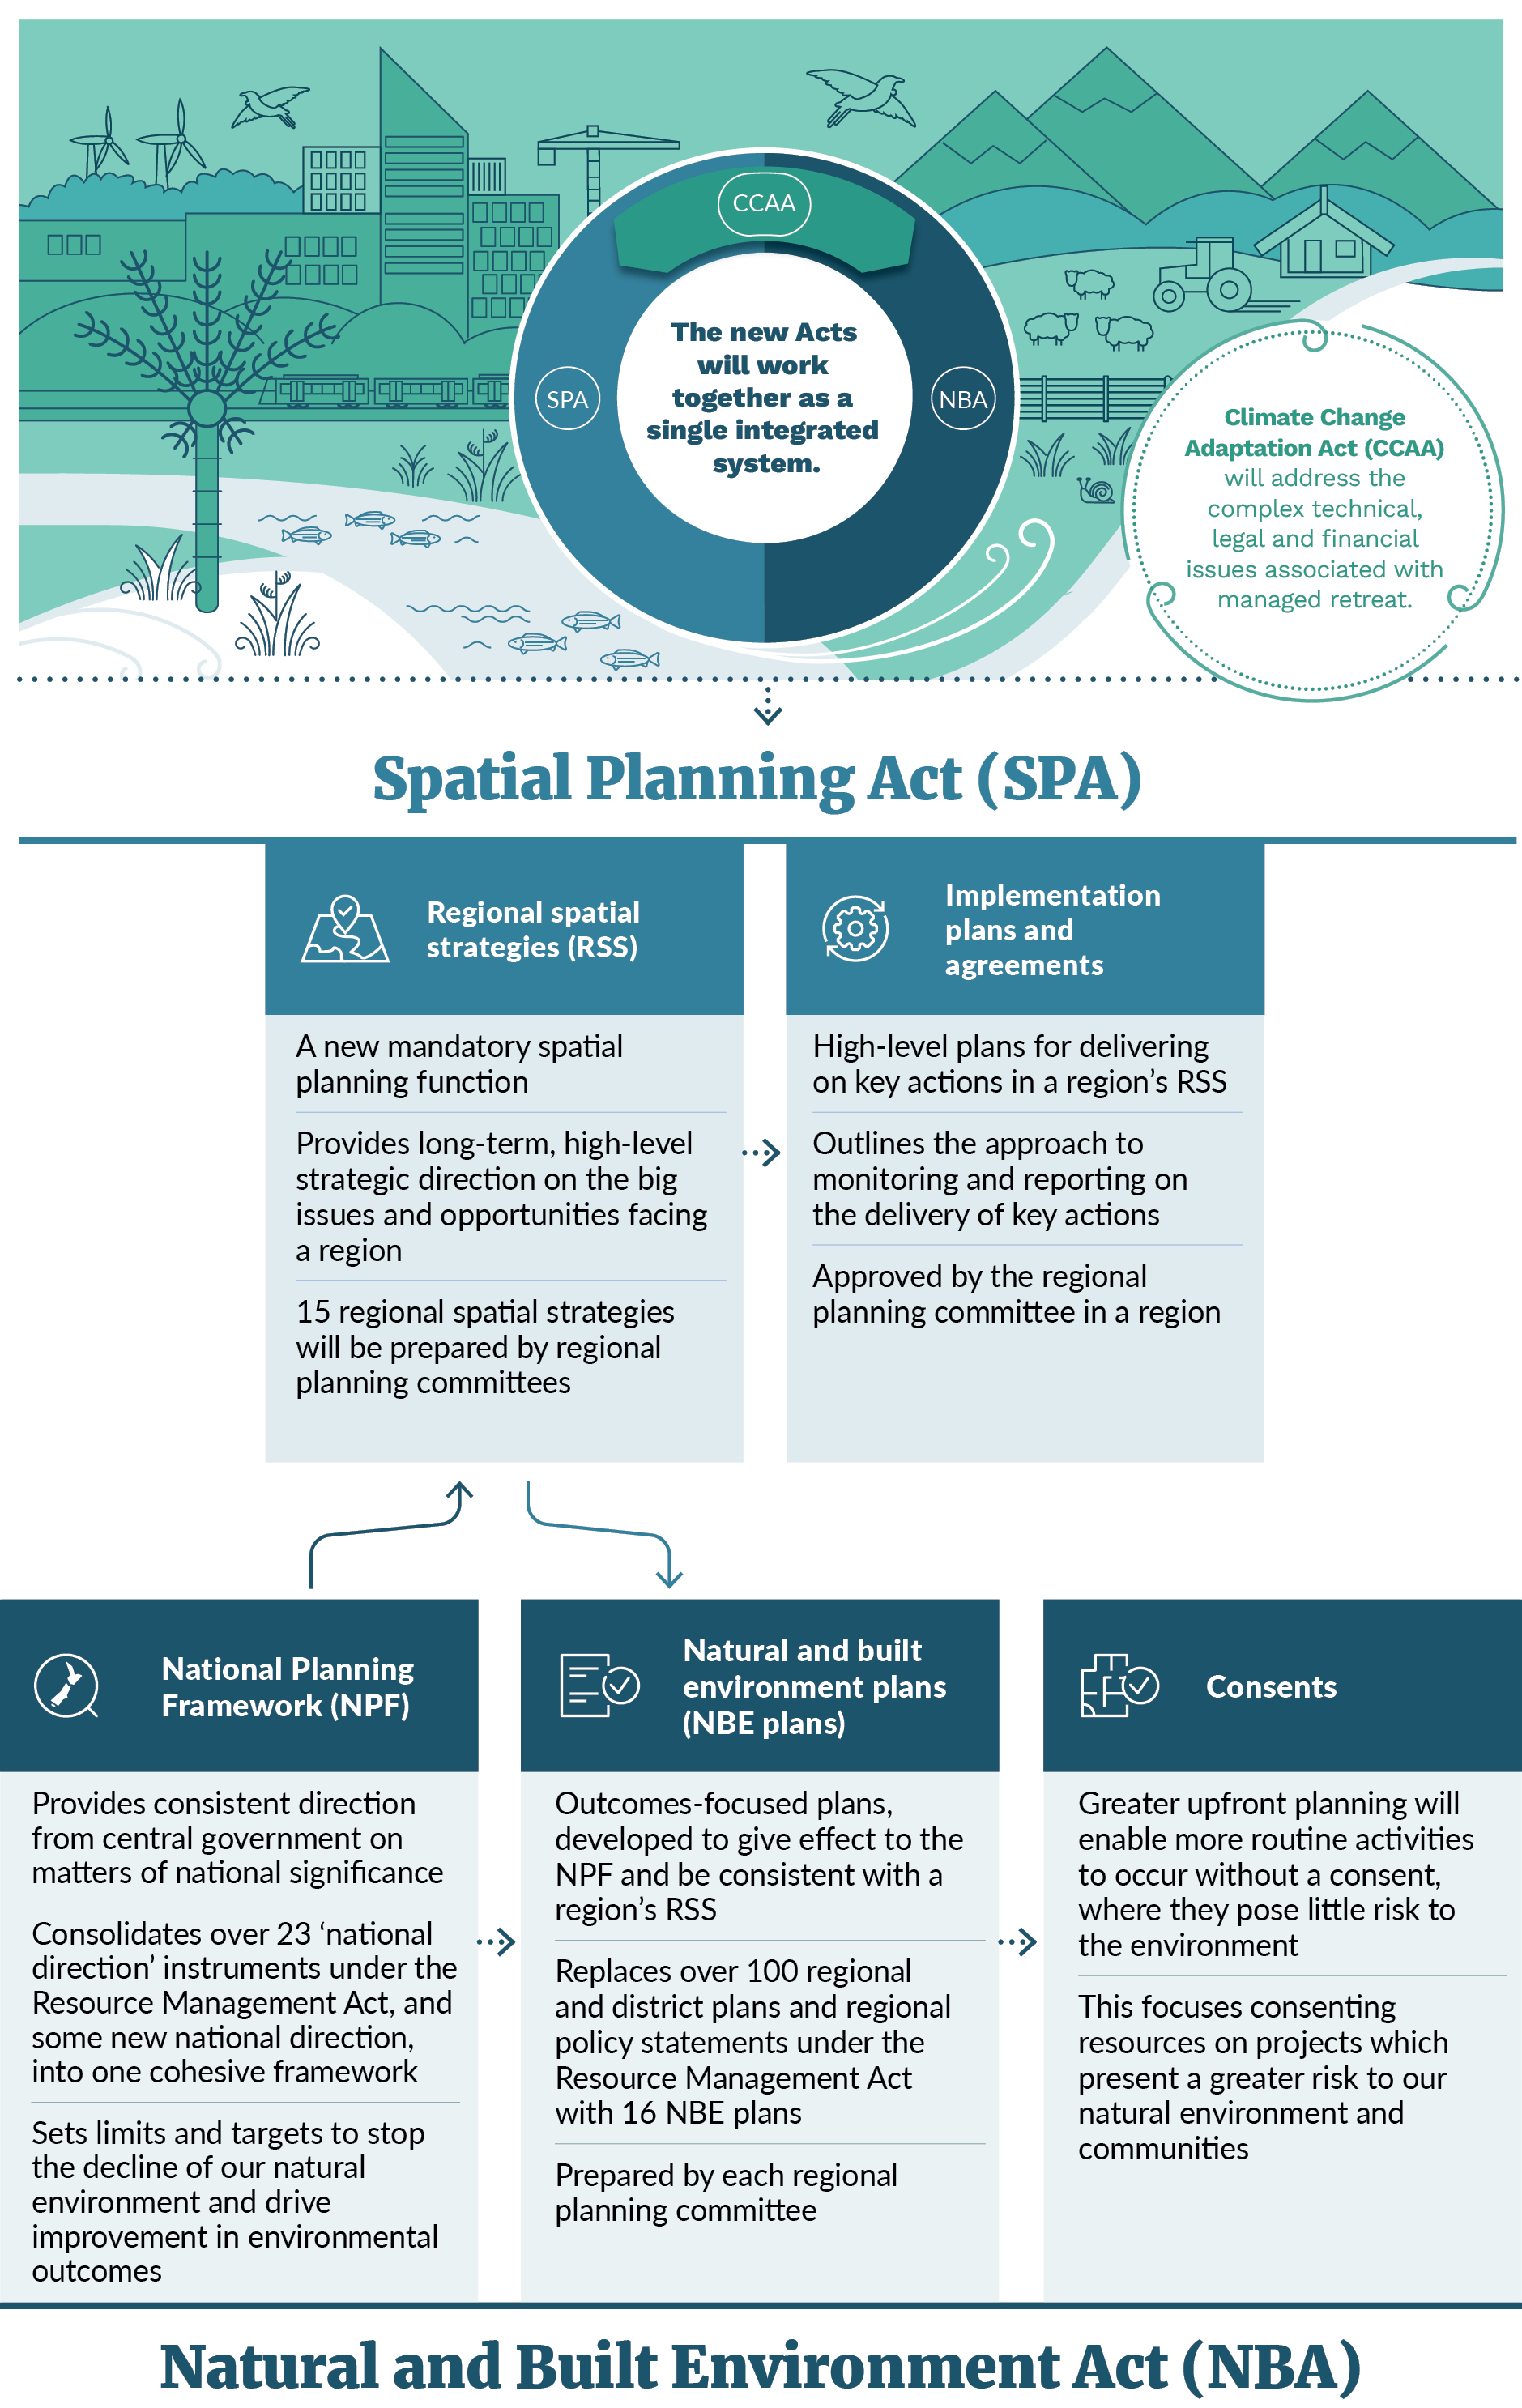 CCAA
The new Acts
will work
together as a
single integrated
system.
SPA
NBA
Climate Change
Adaptation Act (CCAA)
will address the
complex technical,
legal and financial
issues associated with
managed retreat.
Spatial Planning Act (SPA)
Regional spatial
strategies (RSS)
A new mandatory spatial
planning function
Provides long-term, high-level
strategic direction on the big
issues and opportunities facing
a region
15 regional spatial strategies
will be prepared by regional
planning committees
Implementation
plans and
agreements
High-level plans for delivering
on key actions in a region’s RSS
Outlines the approach to
monitoring and reporting on
the delivery of key actions
Approved by the regional
planning committee in a region
National Planning
Framework (NPF)
Provides consistent direction
from central government on
matters of national significance
Consolidates over 23 ‘national
direction’ instruments under the
Resource Management Act, and
some new national direction,
into one cohesive framework
Sets limits and targets to stop
the decline of our natural
environment and drive
improvement in environmental
outcomes
Natural and built
environment plans
(NBE plans)
Outcomes-focused plans,
developed to give effect to the
NPF and be consistent with a
region’s RSS
Replaces over 100 regional
and district plans and regional
policy statements under the
Resource Management Act
with 16 NBE plans
Prepared by each regional
planning committee
Consents
Greater upfront planning will
enable more routine activities
to occur without a consent,
where they pose little risk to
the environment
This focuses consenting
resources on projects which
present a greater risk to our
natural environment and
communities
Natural and Built Environment Act (NBA)